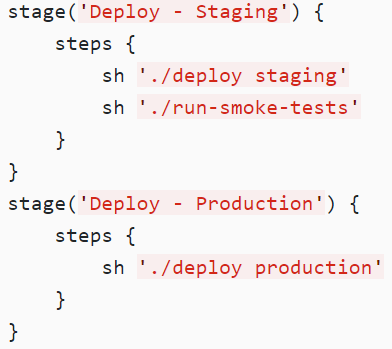 stage('Deploy - Staging') {
    steps {
        sh './deploy staging'
        sh './run-smoke-tests'
    }
}
stage('Deploy - Production') {
    steps {
        sh './deploy production'
    }
}